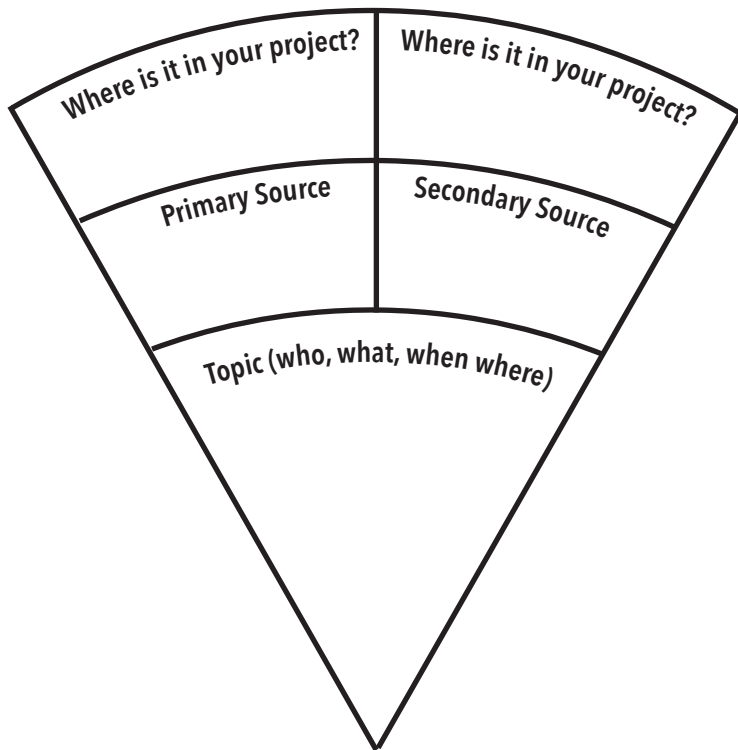 Where is it in your project?
Where is it in your project?
Primary Source
Secondary Source
Topic (who, what, when where)